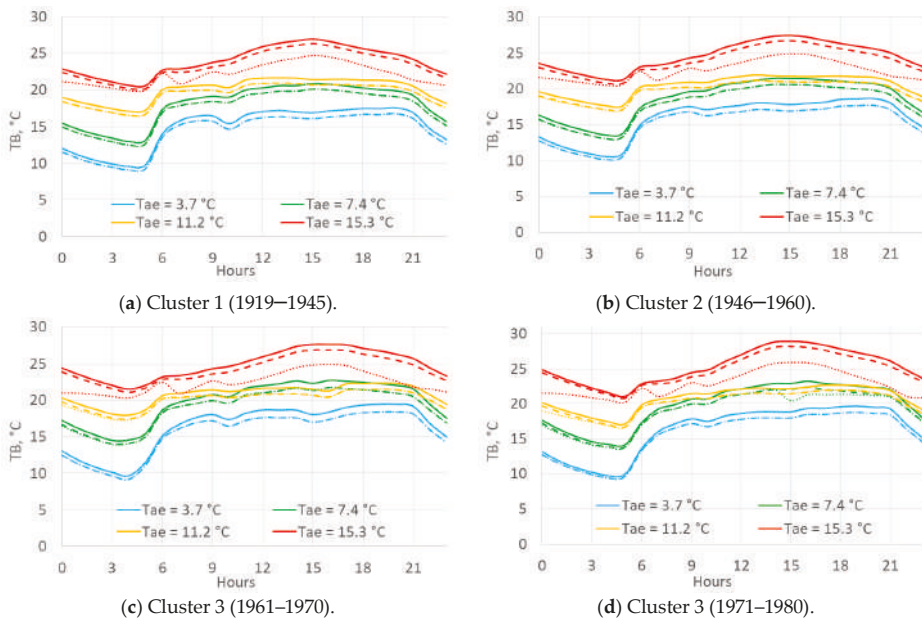 30
25
20
15
10
5
0
TB, °C
Tae = 3.7 °C Tae = 7.4 °C
Tae = 11.2 °C Tae = 15.3 °C
0 3 6 9 12 15 18 21
Hours
(a) Cluster 1 (1919–1945).
30
25
20
15
10
5
0
TB, °C
Tae = 3.7 °C Tae = 7.4 °C
Tae = 11.2 °C Tae = 15.3 °C
0 3 6 9 12 15 18 21
Hours
(b) Cluster 2 (1946–1960).
30
25
20
15
10
5
0
TB, °C
Tae = 3.7 °C Tae = 7.4 °C
Tae = 11.2 °C Tae = 15.3 °C
0 3 6 9 12 15 18 21
Hours
(c) Cluster 3 (1961–1970).
30
25
20
15
10
5
0
TB, °C
Tae = 3.7 °C Tae = 7.4 °C
Tae = 11.2 °C Tae = 15.3 °C
0 3 6 9 12 15 18 21
Hours
(d) Cluster 3 (1971–1980).